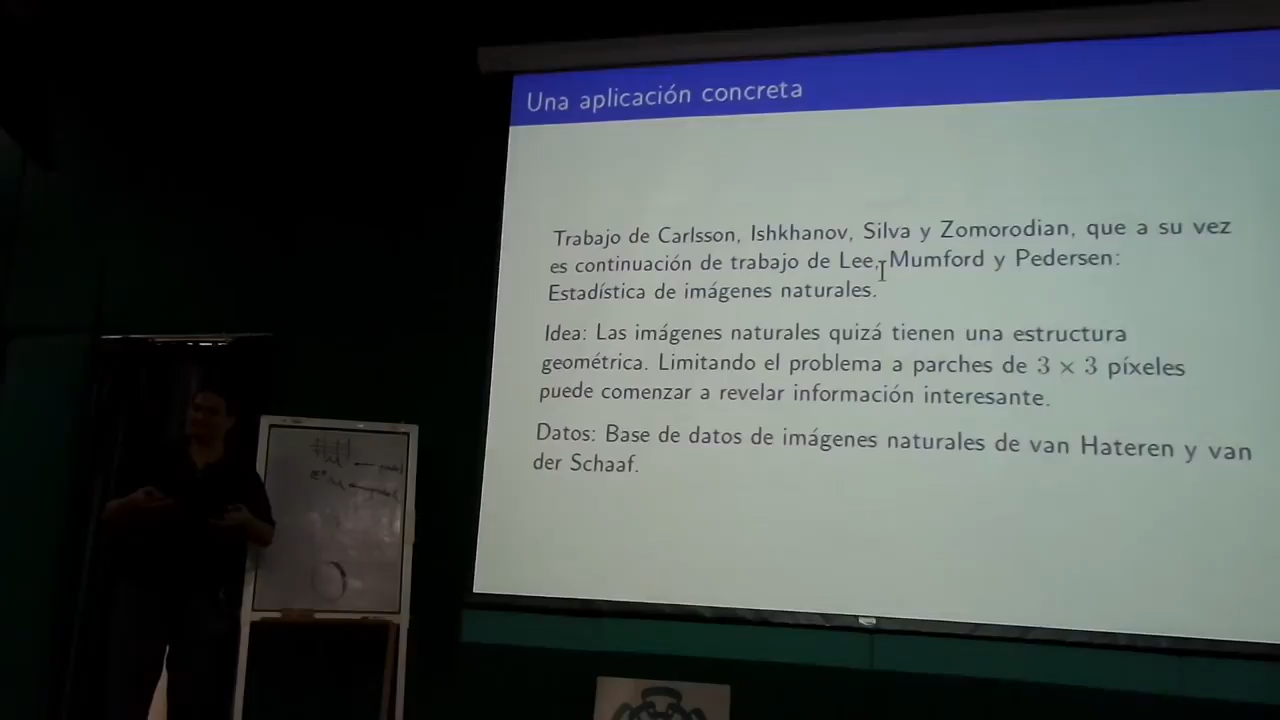 Una aplicación concreta
Trabajo de Carlsson, Ishkhanov, Silva y Zomorodian, que a su vez
es continuación de trabajo de Lee, Mumford y Pedersen:
Estadística de imágenes naturales.
Idea: Las imágenes naturales quizá tienen una estructura
geométrica. Limitando el problema a parches de 3 × 3 píxeles
puede comenzar a revelar información interesante.
Datos: Base de datos de imágenes naturales de van Hateren y van
der Schaaf.